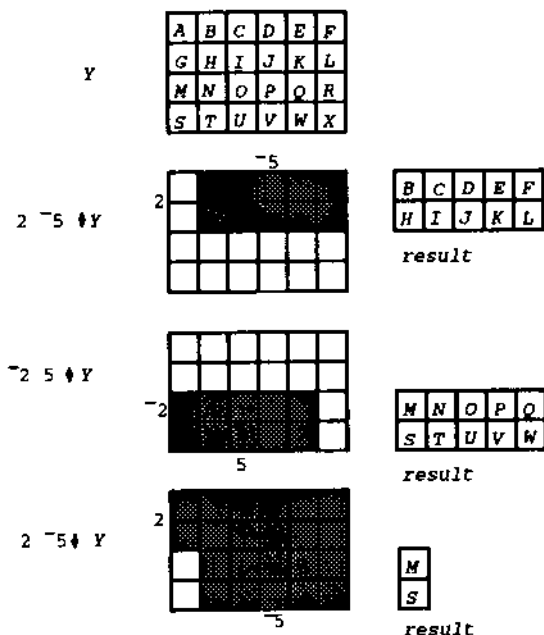 A B C D E F
Y
G H I J K L
M N O P Q R
S T U V W X
¯5
2
2 ¯5 ↑Y
B C D E F
H I J K L
result
¯2 5 ↑ Y
¯2
5
M N O P Q
S T U V W
result
2
2 ¯5↓ Y
¯5
M
S
result